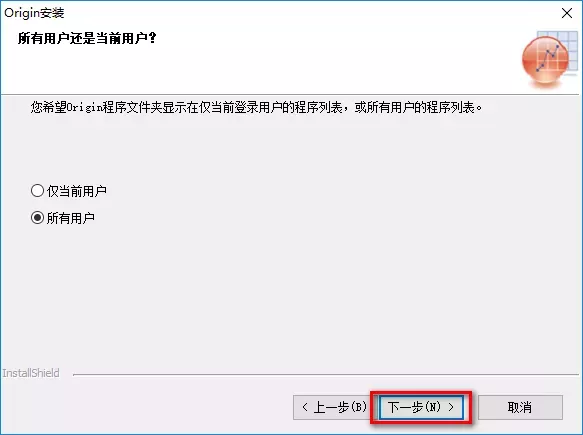 Origin安装
所有用户还是当前用户?
您希望Origin程序文件夹显示在仅当前登录用户的程序列表，或所有用户的程序列表。
仅当前用户
所有用户
InstallShield
< 上一步(B) 下一步(N) > 取消